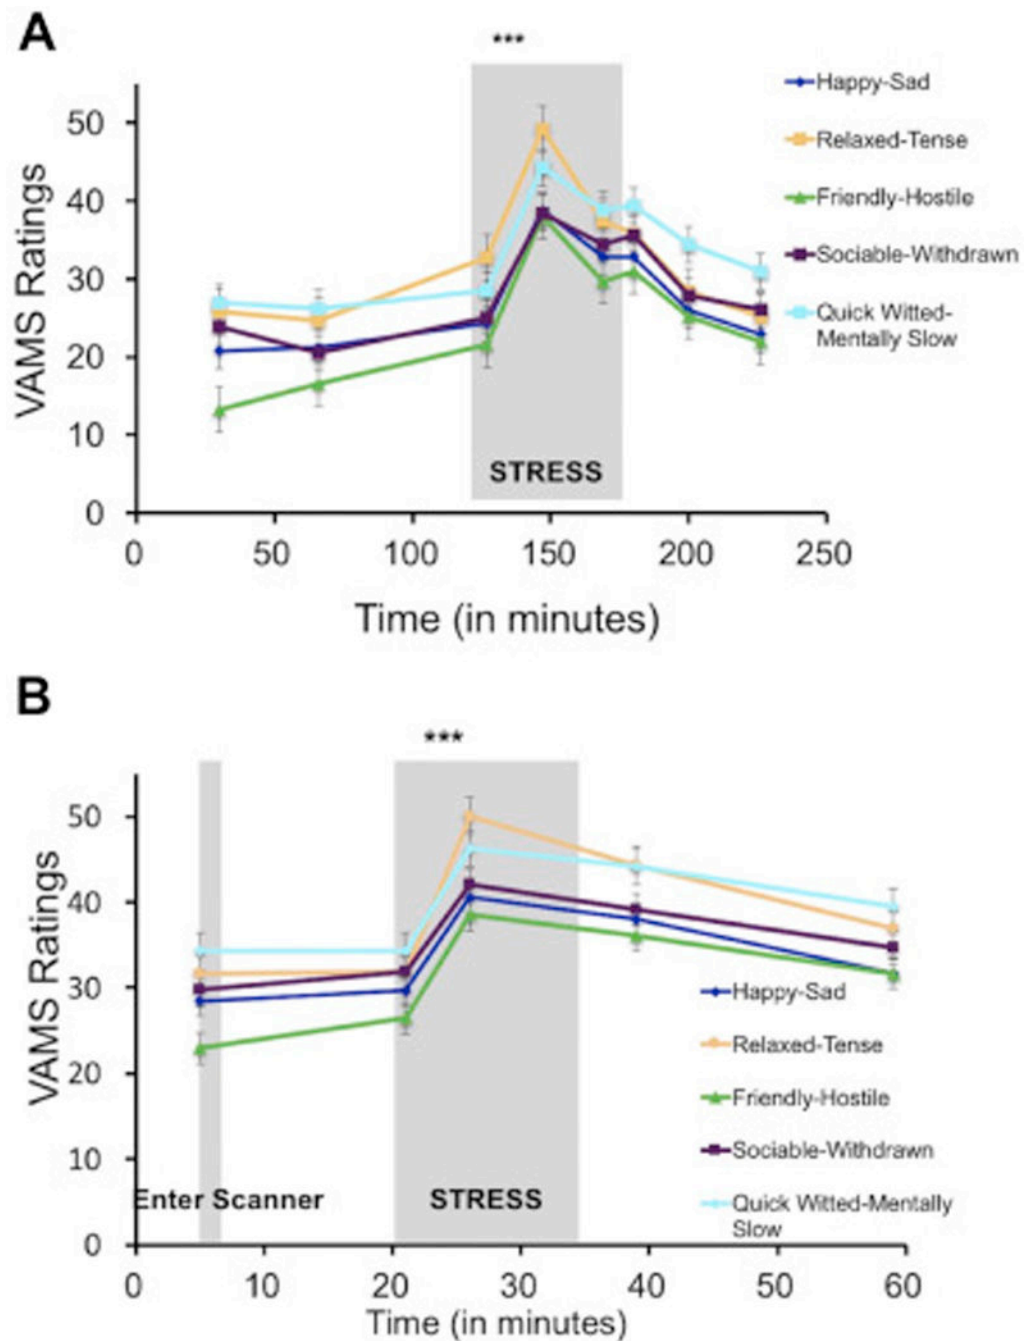 A
***
VAMS Ratings
50
40
30
20
10
0
STRESS
0 50 100 150 200 250
Time (in minutes)
Happy-Sad
Relaxed-Tense
Friendly-Hostile
Sociable-Withdrawn
Quick Witted-
Mentally Slow
B
***
VAMS Ratings
50
40
30
20
10
0
Enter Scanner
STRESS
0 10 20 30 40 50 60
Time (in minutes)
Happy-Sad
Relaxed-Tense
Friendly-Hostile
Sociable-Withdrawn
Quick Witted-Mentally
Slow